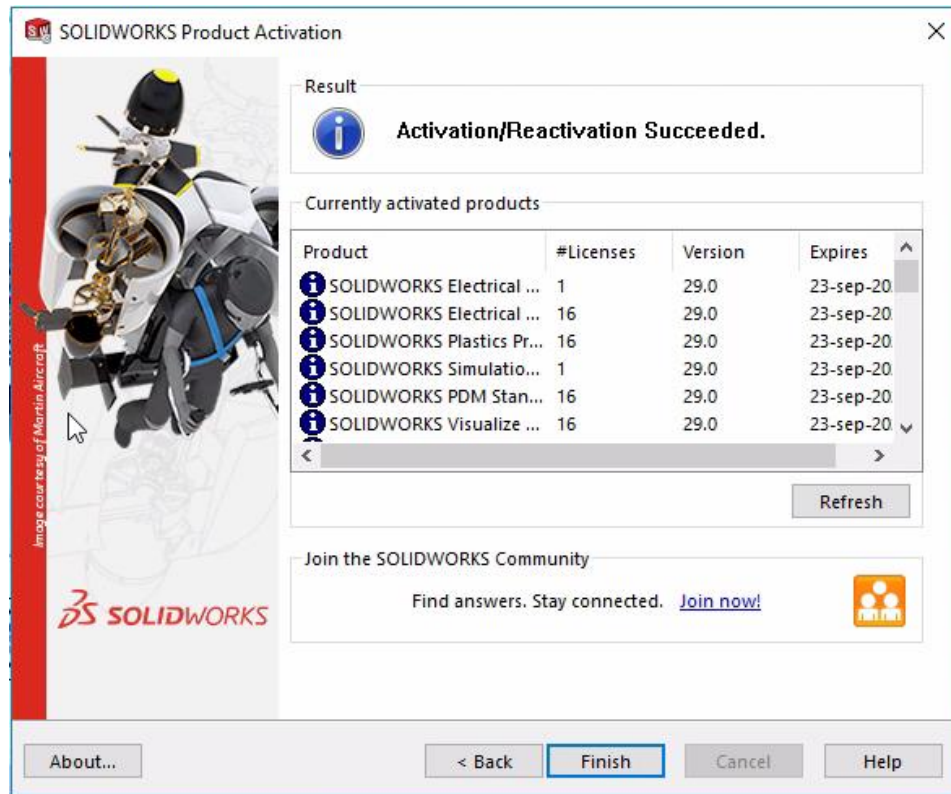 SOLIDWORKS Product Activation
Result
Activation/Reactivation Succeeded.
Currently activated products
Product #Licenses Version Expires
SOLIDWORKS Electrical ... 1 29.0 23-sep-20
SOLIDWORKS Electrical ... 16 29.0 23-sep-20
SOLIDWORKS Plastics Pr... 16 29.0 23-sep-20
SOLIDWORKS Simulatio... 1 29.0 23-sep-20
SOLIDWORKS PDM Stan... 16 29.0 23-sep-20
SOLIDWORKS Visualize ... 16 29.0 23-sep-20
Refresh
Image courtesy of Martin Aircraft
Join the SOLIDWORKS Community
Find answers. Stay connected. Join now!
SOLIDWORKS
About... < Back Finish Cancel Help